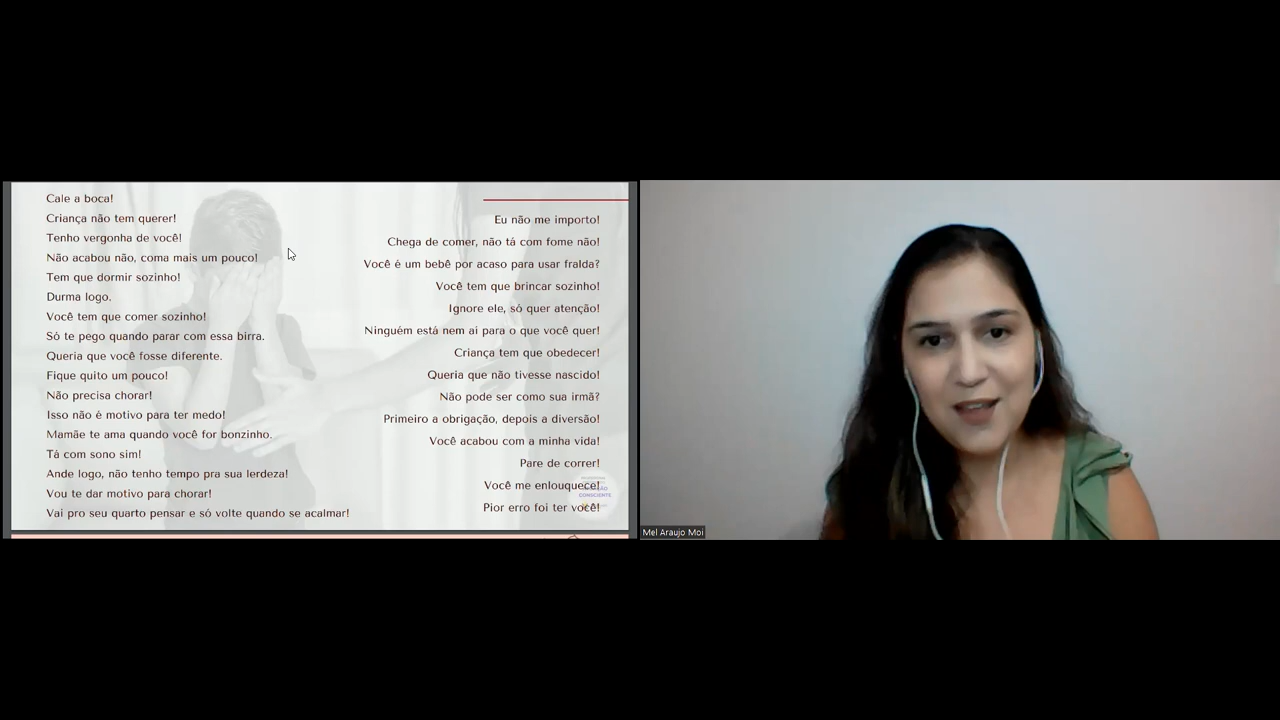 Cale a boca!
Criança não tem querer!
Tenho vergonha de você!
Não acabou não, coma mais um pouco!
Tem que dormir sozinho!
Durma logo.
Você tem que comer sozinho!
Só te pego quando parar com essa birra.
Queria que você fosse diferente.
Fique quito um pouco!
Não precisa chorar!
Isso não é motivo para ter medo!
Mamãe te ama quando você for bonzinho.
Tá com sono sim!
Ande logo, não tenho tempo pra sua lerdeza!
Vou te dar motivo para chorar!
Vai pro seu quarto pensar e só volte quando se acalmar!
Eu não me importo!
Chega de comer, não tá com fome não!
Você é um bebê por acaso para usar fralda?
Você tem que brincar sozinho!
Ignore ele, só quer atenção!
Ninguém está nem ai para o que você quer!
Criança tem que obedecer!
Queria que não tivesse nascido!
Não pode ser como sua irmã?
Primeiro a obrigação, depois a diversão!
Você acabou com a minha vida!
Pare de correr!
Você me enlouquece!
Pior erro foi ter você!
CONSCIENTE
Mel Araujo Moi